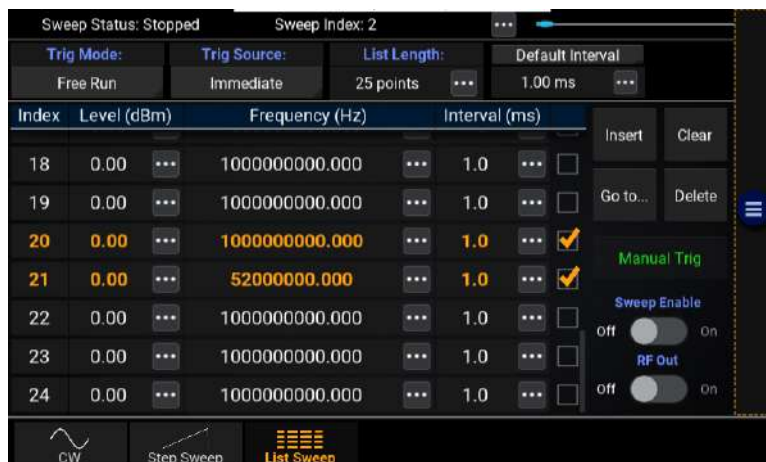 Sweep Status: Stopped Sweep Index: 2 •••
Trig Mode: Trig Source: List Length: Default Interval
Free Run Immediate 25 points ••• 1.00 ms •••
Index Level (dBm) Frequency (Hz) Interval (ms)
Insert Clear
18 0.00 ••• 1000000000.000 ••• 1.0 •••
19 0.00 ••• 1000000000.000 ••• 1.0 •••
Go to... Delete
20 0.00 ••• 1000000000.000 ••• 1.0 •••
Manual Trig
21 0.00 ••• 52000000.000 ••• 1.0 •••
Sweep Enable
22 0.00 ••• 1000000000.000 ••• 1.0 •••
Off On
23 0.00 ••• 1000000000.000 ••• 1.0 •••
RF Out
24 0.00 ••• 1000000000.000 ••• 1.0 •••
Off On
CW Step Sweep List Sweep